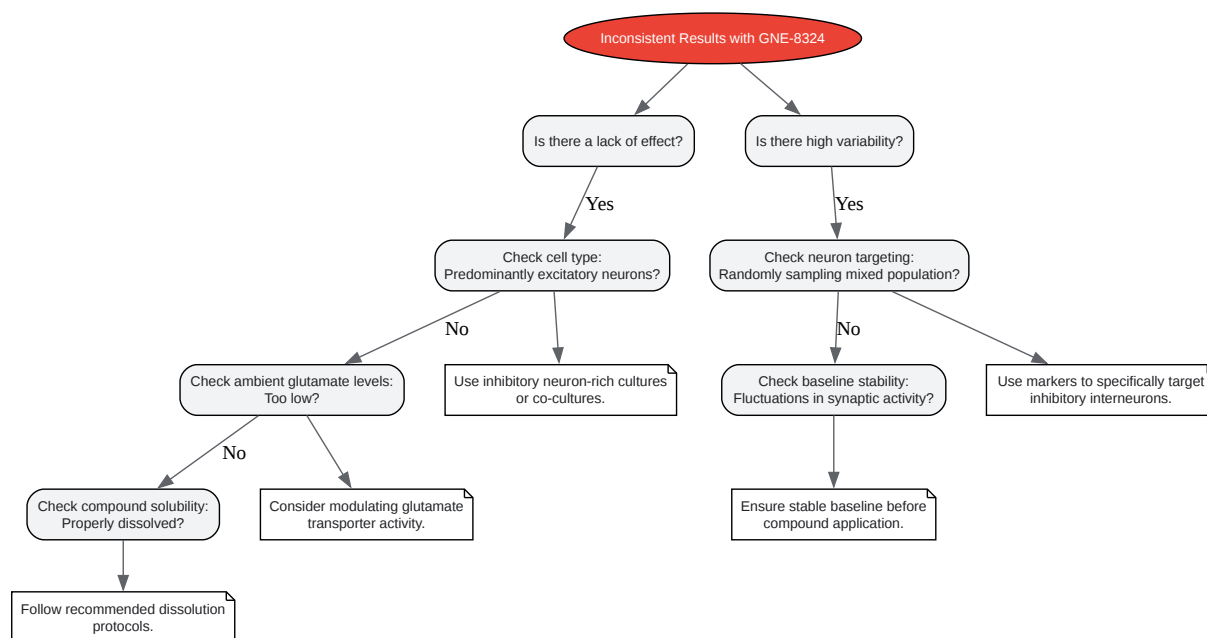 Inconsistent Results with GNE-8324
Is there a lack of effect?
Is there high variability?
Yes
Yes
Check cell type:
Predominantly excitatory neurons?
Check neuron targeting:
Randomly sampling mixed population?
No
No
Check ambient glutamate levels:
Too low?
Use inhibitory neuron-rich cultures
or co-cultures.
Check baseline stability:
Fluctuations in synaptic activity?
Use markers to specifically target
inhibitory interneurons.
No
Check compound solubility:
Properly dissolved?
Consider modulating glutamate
transporter activity.
Ensure stable baseline before
compound application.
Follow recommended dissolution
protocols.